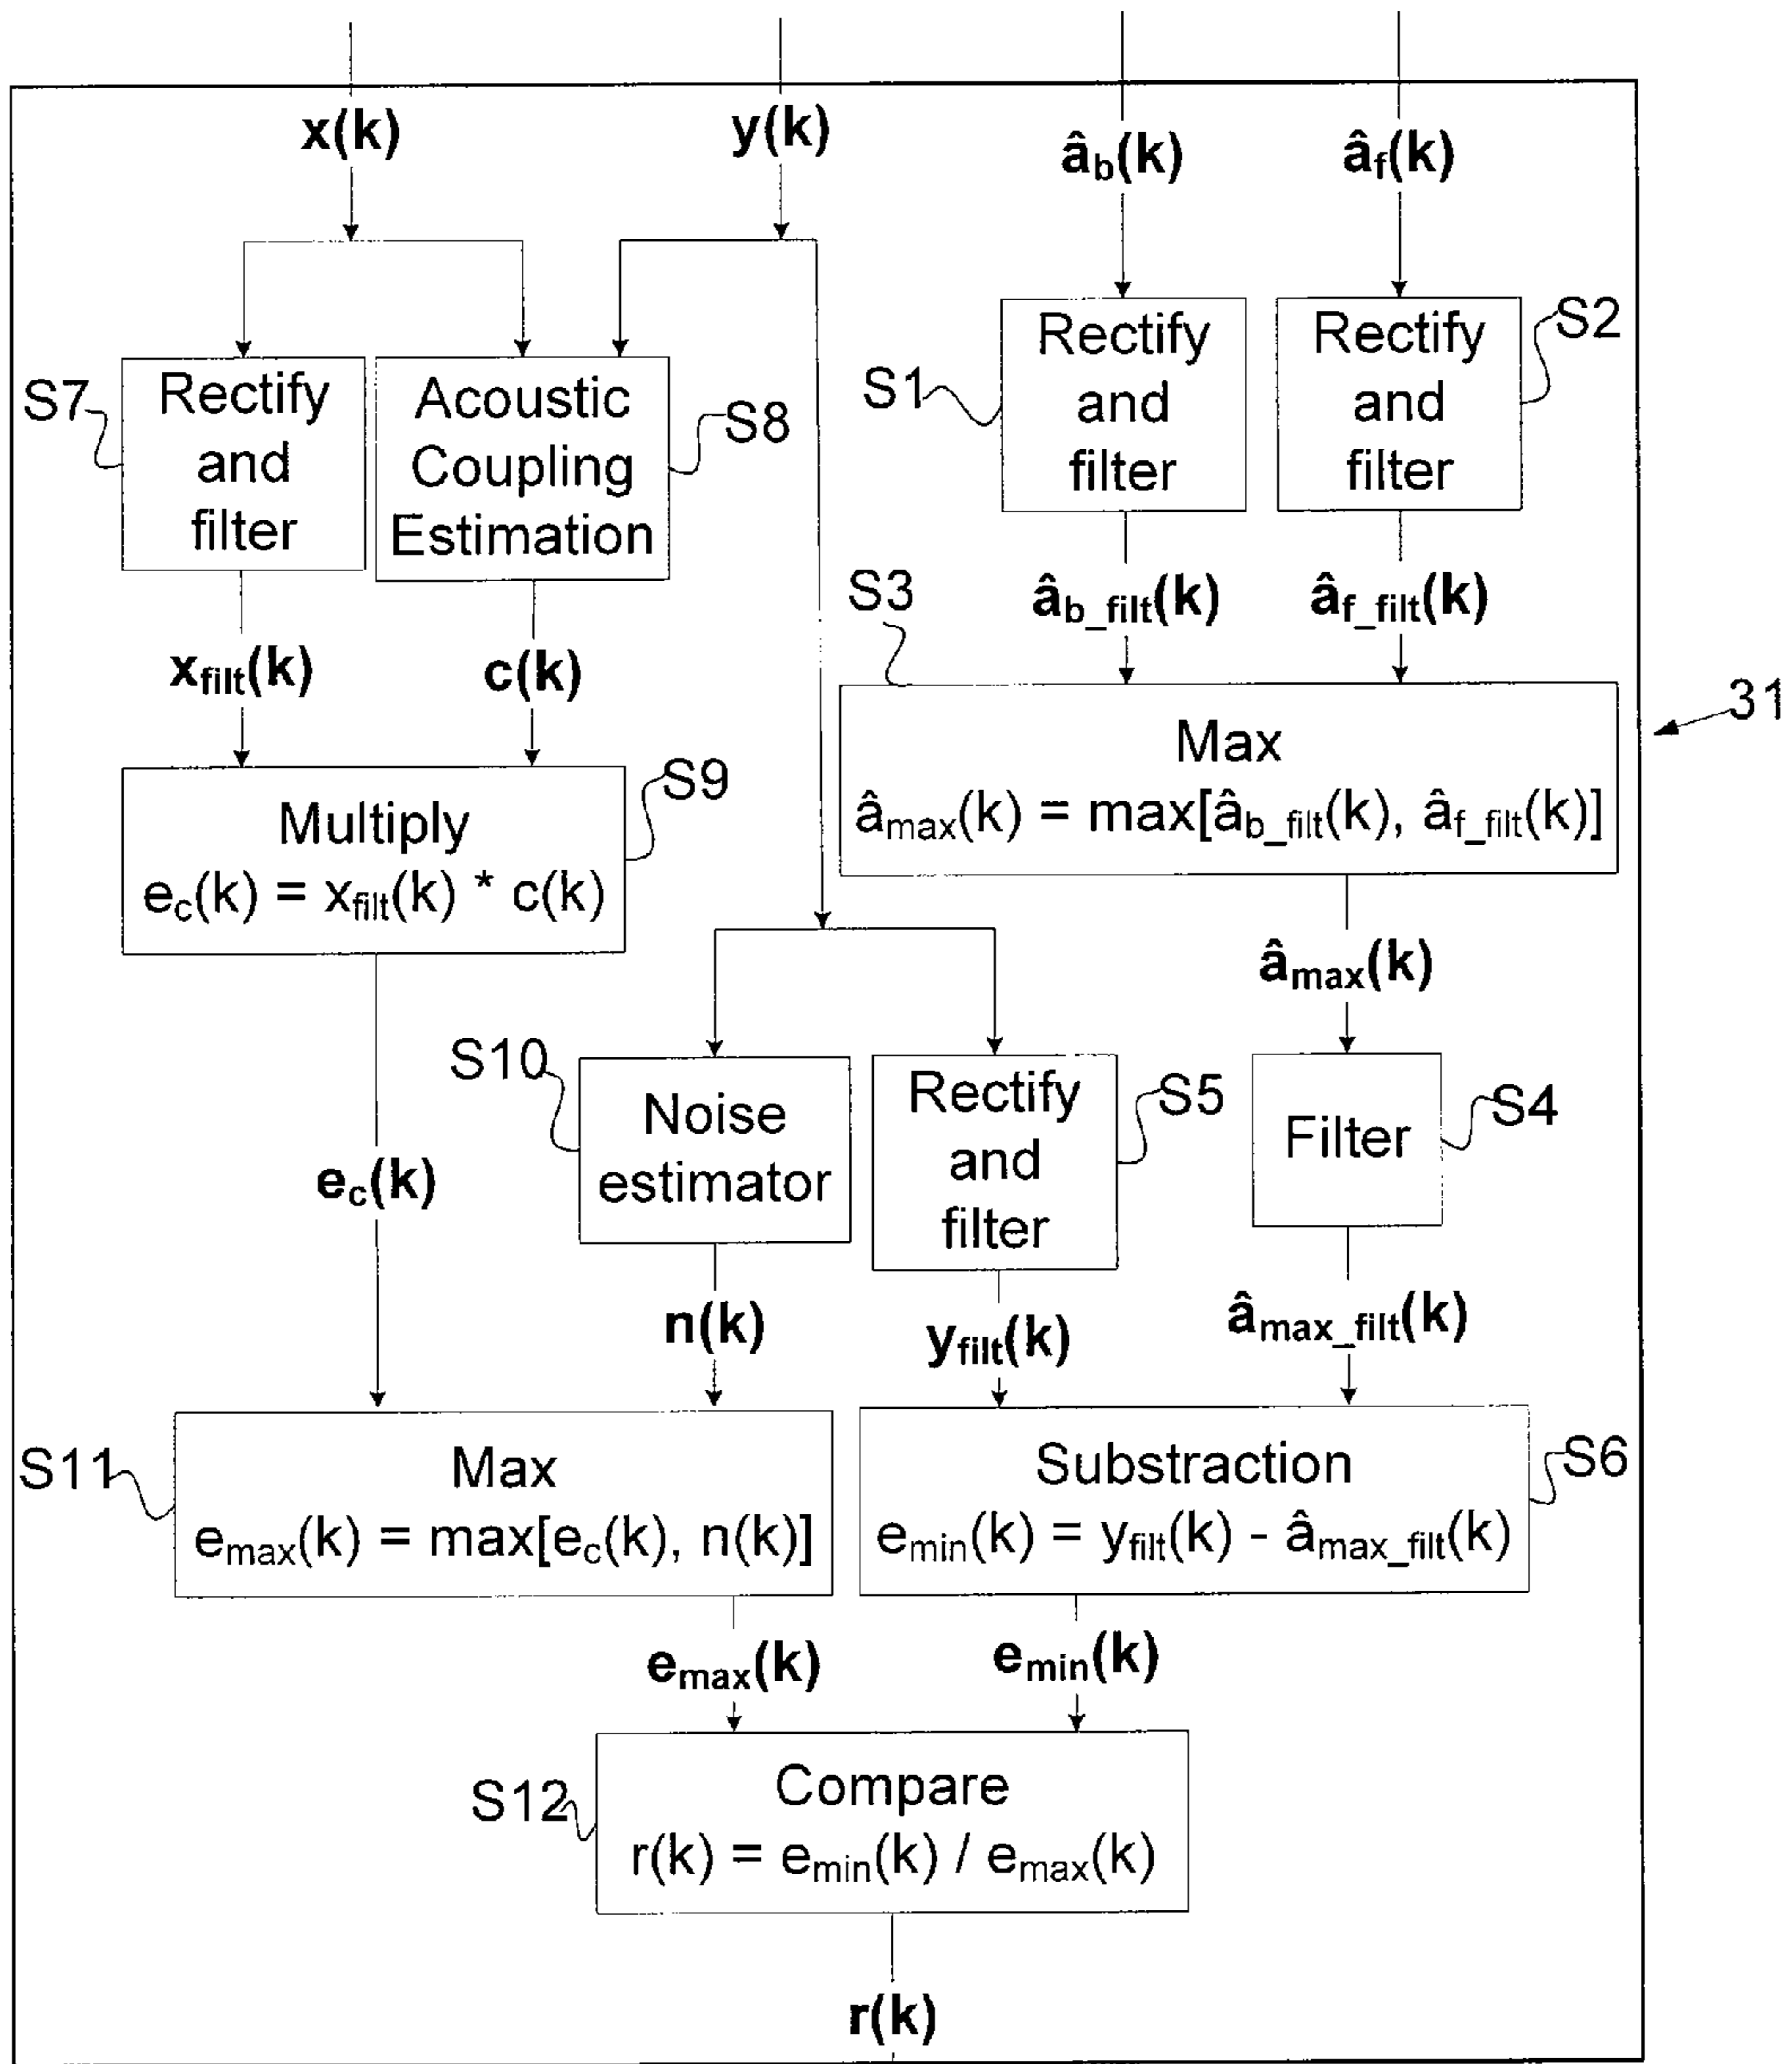 x(k)
y(k)
â_b(k)
â_f(k)
S7
Rectify
and
filter
Acoustic
Coupling
Estimation
S8
S1
Rectify
and
filter
Rectify
and
filter
S2
x_filt(k)
c(k)
S3
â_b_filt(k)
â_f_filt(k)
31
Max
â_max(k) = max[â_b_filt(k), â_f_filt(k)]
Multiply
e_c(k) = x_filt(k) * c(k)
S9
â_max(k)
S10
Noise
estimator
Rectify
and
filter
S5
Filter
S4
e_c(k)
n(k)
y_filt(k)
â_max_filt(k)
S11
Max
e_max(k) = max[e_c(k), n(k)]
Substraction
e_min(k) = y_filt(k) - â_max_filt(k)
S6
e_max(k)
e_min(k)
S12
Compare
r(k) = e_min(k) / e_max(k)
r(k)